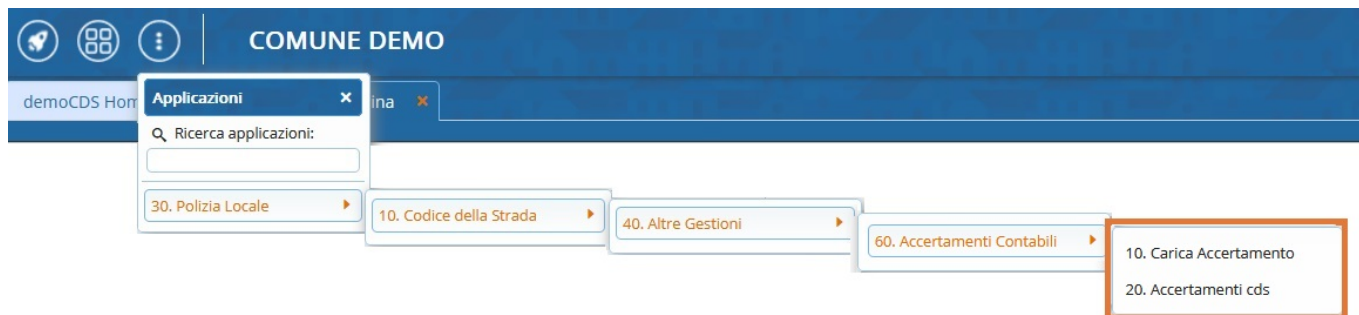 COMUNE DEMO
demoCDS Hom
Applicazioni
ina
Ricerca applicazioni:
30. Polizia Locale
10. Codice della Strada
40. Altre Gestioni
60. Accertamenti Contabili
10. Carica Accertamento
20. Accertamenti cds